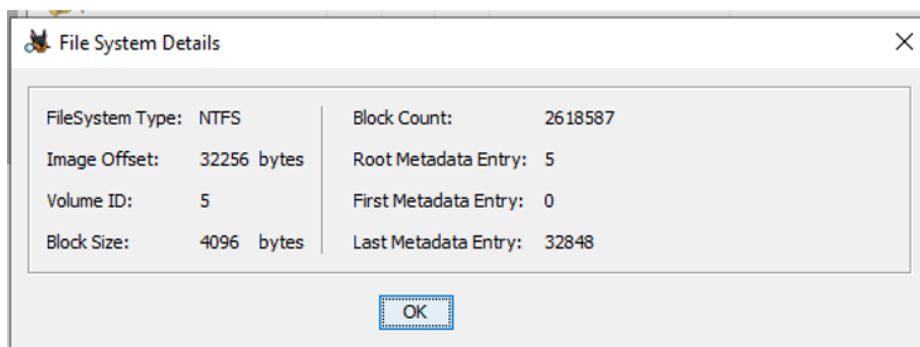 File System Details
FileSystem Type: NTFS
Image Offset: 32256 bytes
Volume ID: 5
Block Size: 4096 bytes
Block Count: 2618587
Root Metadata Entry: 5
First Metadata Entry: 0
Last Metadata Entry: 32848
OK